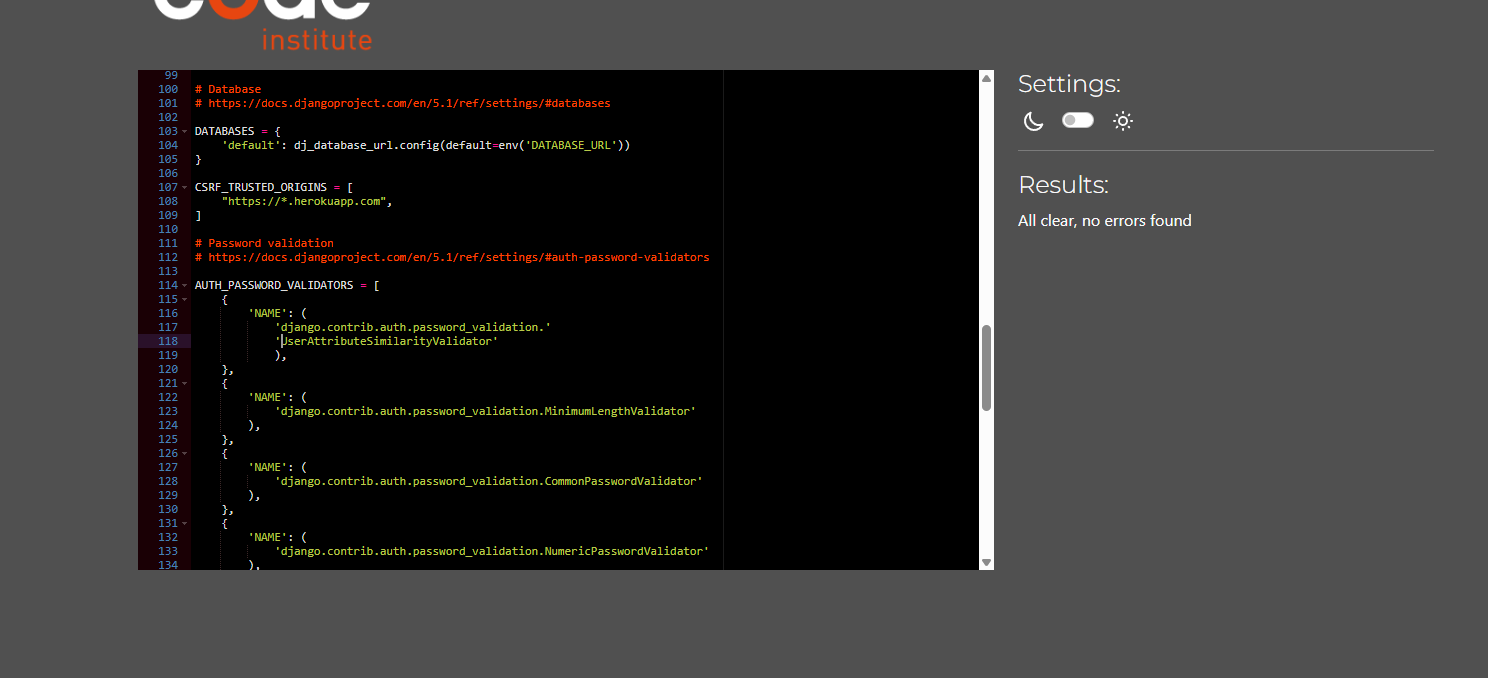 code
institute
99
100 # Database
101 # https://docs.djangoproject.com/en/5.1/ref/settings/#databases
102
103 DATABASES = {
104     'default': dj_database_url.config(default=env('DATABASE_URL'))
105 }
106
107 CSRF_TRUSTED_ORIGINS = [
108     "https://*.herokuapp.com",
109 ]
110
111 # Password validation
112 # https://docs.djangoproject.com/en/5.1/ref/settings/#auth-password-validators
113
114 AUTH_PASSWORD_VALIDATORS = [
115     {
116         'NAME': (
117             'django.contrib.auth.password_validation.'
118             'UserAttributeSimilarityValidator'
119             ),
120     },
121     {
122         'NAME': (
123             'django.contrib.auth.password_validation.MinimumLengthValidator'
124         ),
125     },
126     {
127         'NAME': (
128             'django.contrib.auth.password_validation.CommonPasswordValidator'
129         ),
130     },
131     {
132         'NAME': (
133             'django.contrib.auth.password_validation.NumericPasswordValidator'
134         ),
Settings:
Results:
All clear, no errors found